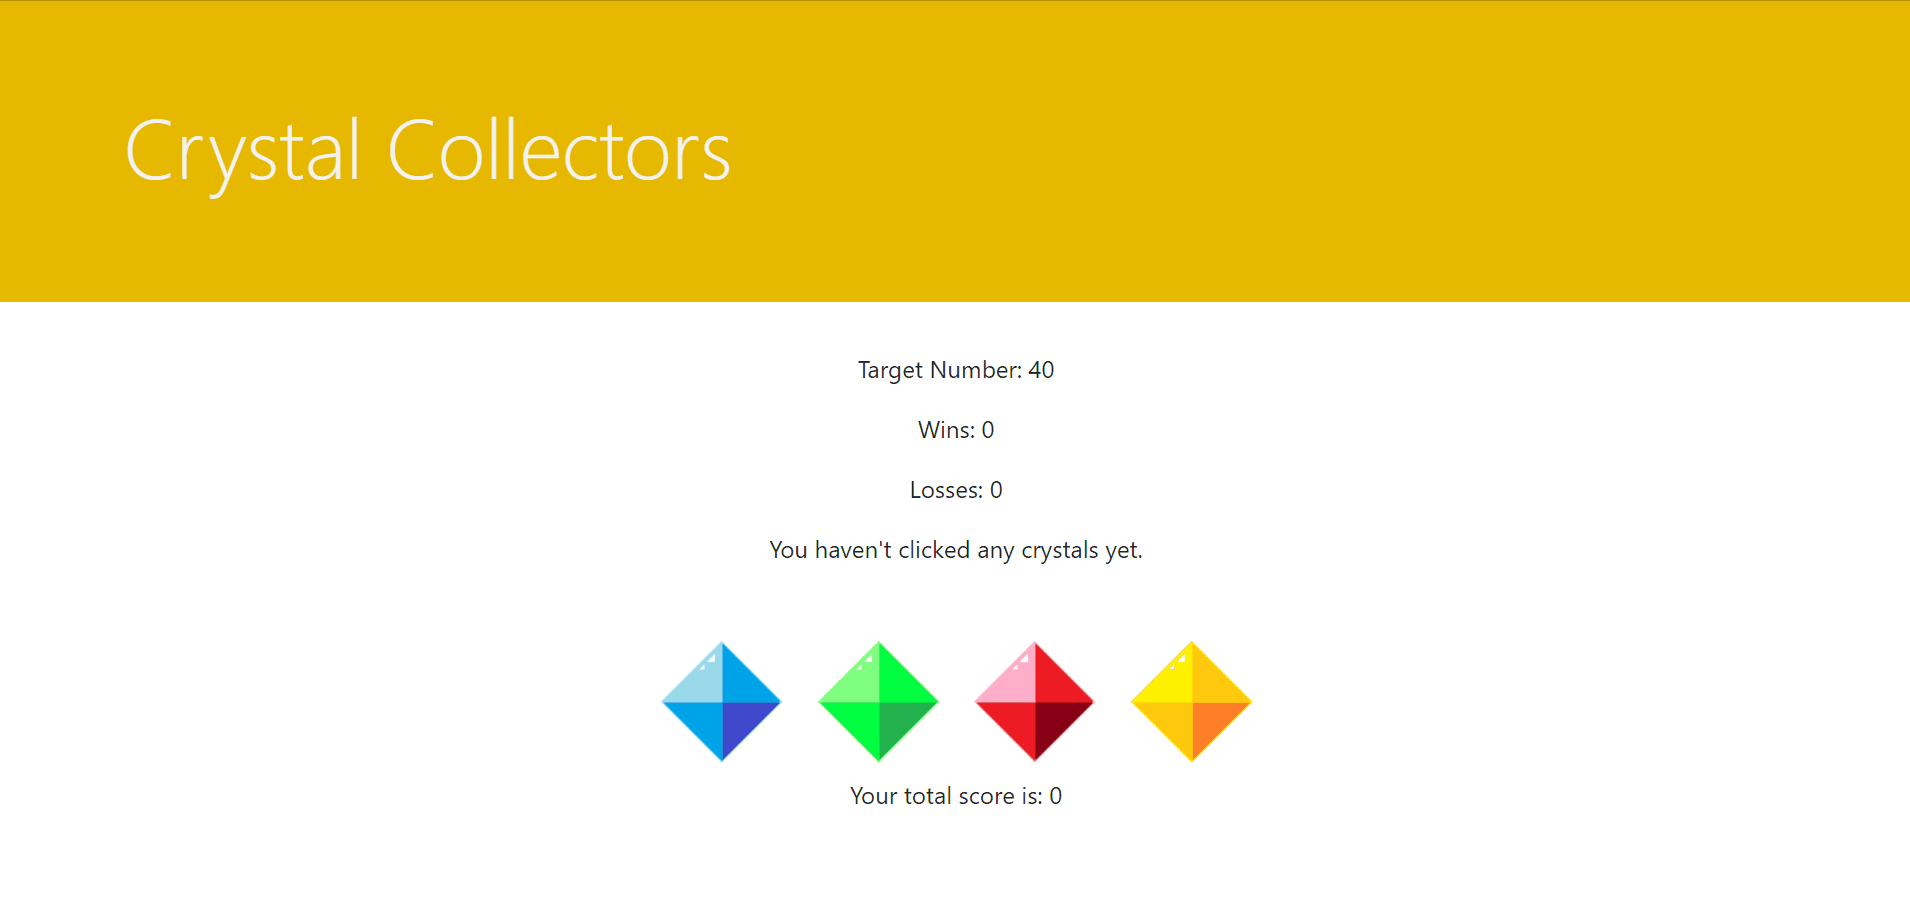 Crystal Collectors
Target Number: 40
Wins: 0
Losses: 0
You haven't clicked any crystals yet.
Your total score is: 0